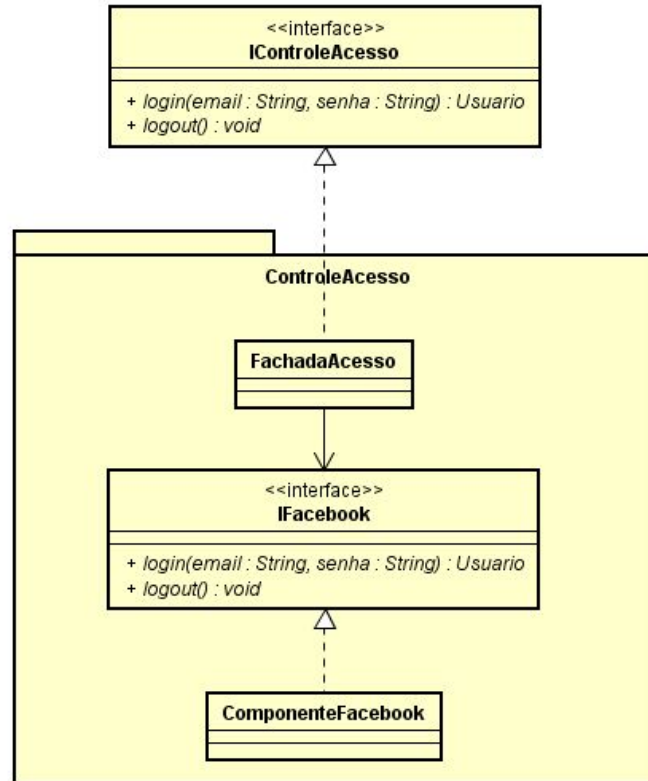 <<interface>>
IControleAcesso
+ login(email : String, senha : String) : Usuario
+ logout() : void
ControleAcesso
FachadaAcesso
<<interface>>
IFacebook
+ login(email : String, senha : String) : Usuario
+ logout() : void
ComponenteFacebook